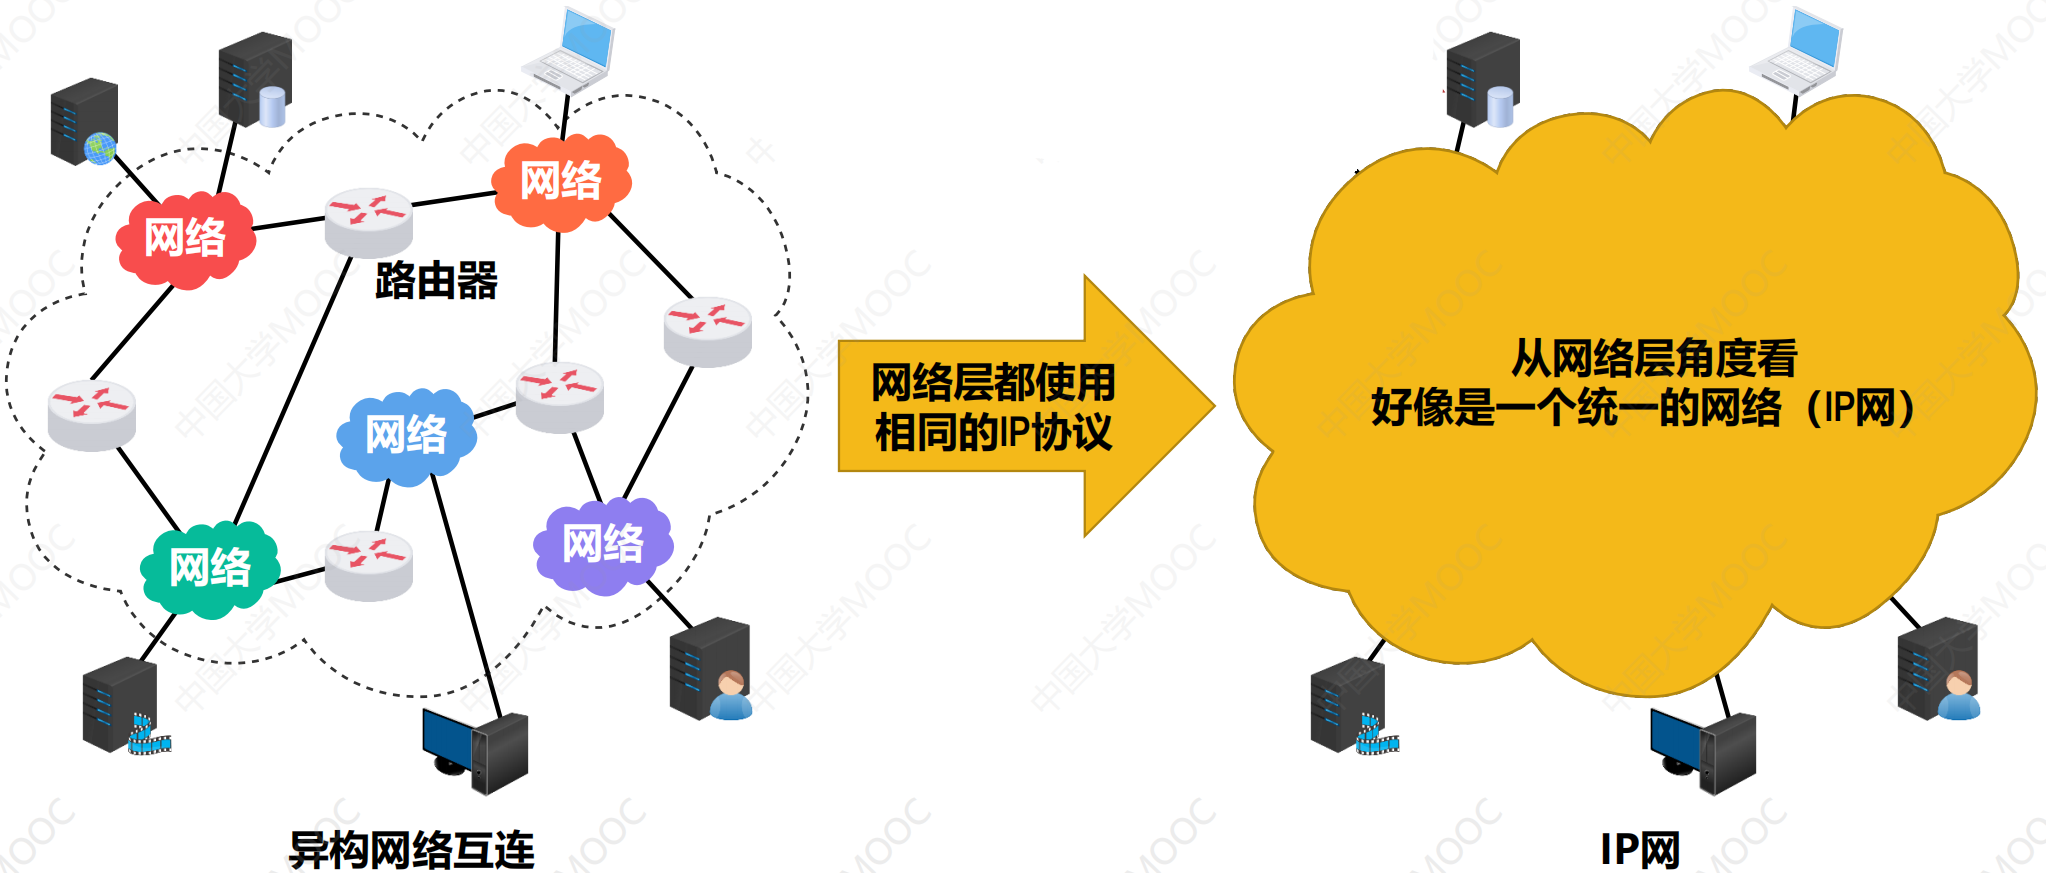 网络
网络
路由器
网络
网络
网络
异构网络互连
网络层都使用
相同的IP协议
从网络层角度看
好像是一个统一的网络（IP网）
IP网
中国大学MOOC